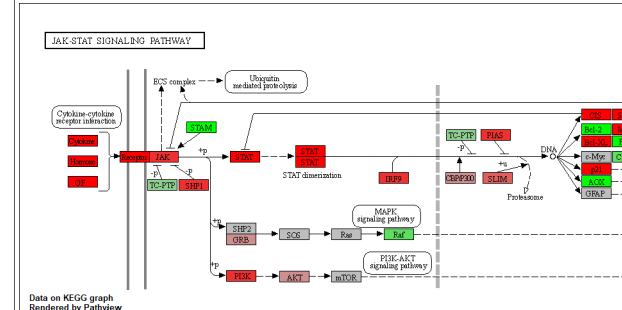 JAK-STAT SIGNALING PATHWAY
ECS complex
Ubiquitin
mediated proteolysis
Cytokine-cytokine
receptor interaction
Cytokine
Hormone
GF
Receptor
JAK
STAM
+p
STAT
STAT
STAT
STAT dimerization
-p
-p
TC-PTP
SHP1
IRF9
TC-PTP
PIAS
-p
CBP/P300
SLIM
+u
DNA
Proteasome
CIS
Bcl-2
Bcl-XL
c-Myc
p21
AOX
GFAP
+p
SHP2
GRB
SOS
Ras
Raf
MAPK
signaling pathway
+p
PI3K
AKT
mTOR
PI3K-AKT
signaling pathway
Data on KEGG graph
Rendered by Pathview